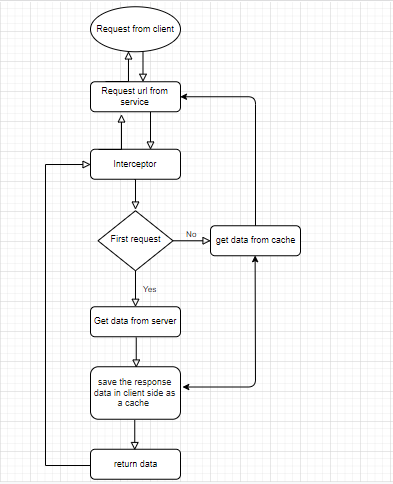 Request from client
Request url from
service
Interceptor
First request
No
get data from cache
Yes
Get data from server
save the response
data in client side as
a cache
return data